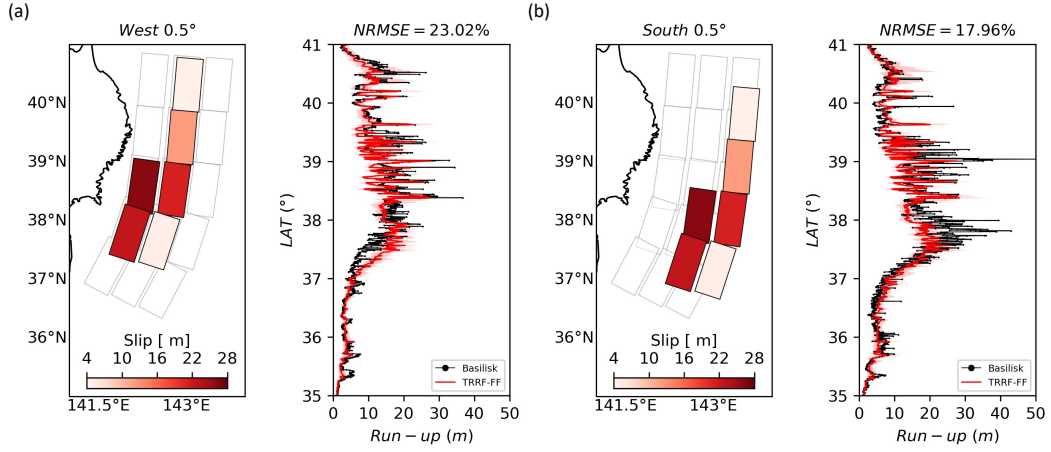 (a)
West 0.5°
NRMSE = 23.02%
40°N
39°N
38°N
37°N
36°N
Slip [ m]
4 10 16 22 28
141.5°E 143°E
41
40
39
38
37
36
35
LAT (°)
Basilisk
TRRF-FF
0 10 20 30 40 50
Run − up (m)
(b)
South 0.5°
NRMSE = 17.96%
40°N
39°N
38°N
37°N
36°N
Slip [ m]
4 10 16 22 28
141.5°E 143°E
41
40
39
38
37
36
35
LAT (°)
Basilisk
TRRF-FF
0 10 20 30 40 50
Run − up (m)